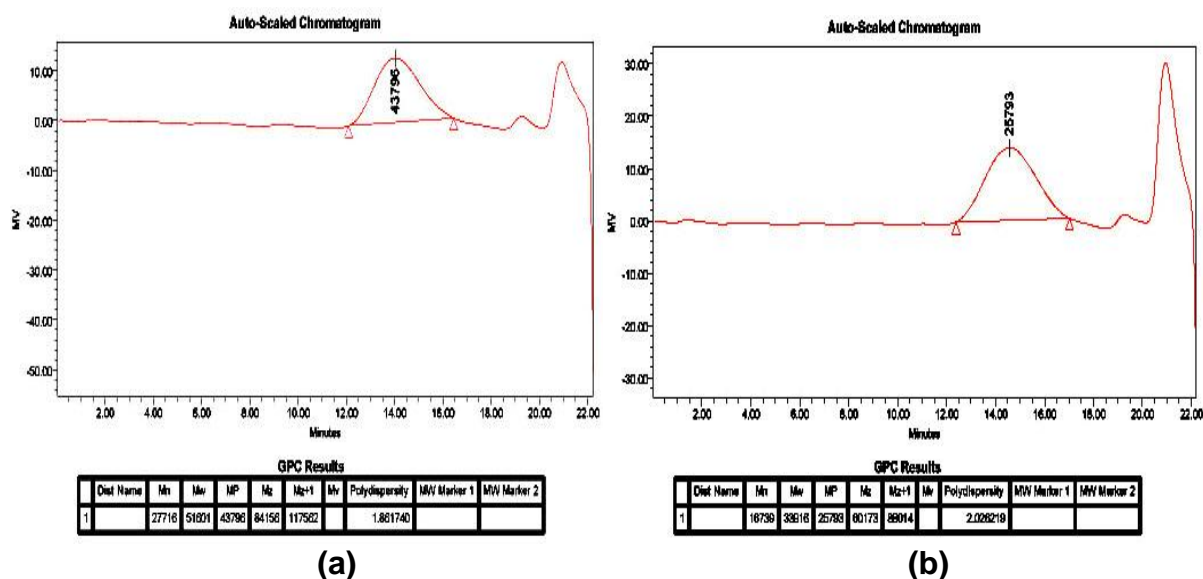 Auto-Scaled Chromatogram
10.00
0.00
-10.00
-20.00
-30.00
-40.00
-50.00
MV
43796
2.00 4.00 6.00 8.00 10.00 12.00 14.00 16.00 18.00 20.00 22.00
Minutes
GPC Results
Dist Name Mn Mw MP Mz Mz+1 Mv Polydispersity MW Marker 1 MW Marker 2
1 27716 51601 43796 84156 117562 1.861740
(a)
Auto-Scaled Chromatogram
30.00
20.00
10.00
0.00
-10.00
-20.00
-30.00
MV
25793
2.00 4.00 6.00 8.00 10.00 12.00 14.00 16.00 18.00 20.00 22.00
Minutes
GPC Results
Dist Name Mn Mw MP Mz Mz+1 Mv Polydispersity MW Marker 1 MW Marker 2
1 16739 33916 25793 60173 2.026219
(b)